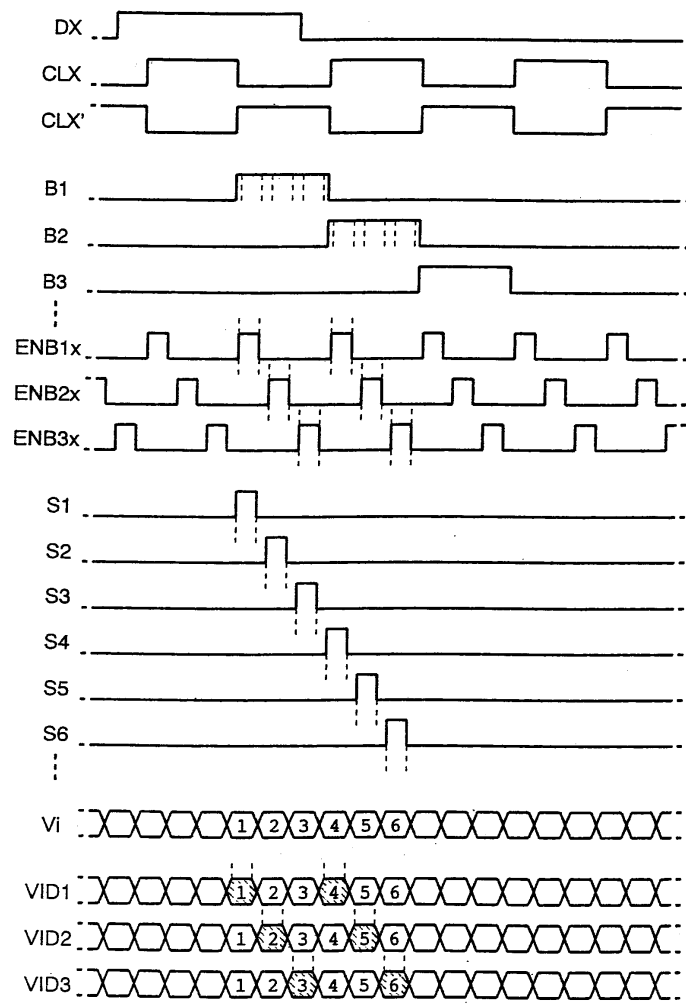 DX
CLX
CLX'
B1
B2
B3
ENB1x
ENB2x
ENB3x
S1
S2
S3
S4
S5
S6
Vi 1 2 3 4 5 6
VID1 1 2 3 4 5 6
VID2 1 2 3 4 5 6
VID3 1 2 3 4 5 6